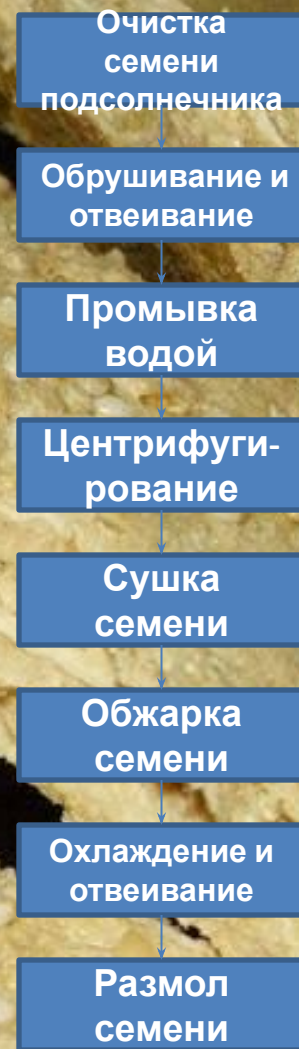 Очистка
семени
подсолнечника
Обрушивание и
отвеивание
Промывка
водой
Центрифуги-
рование
Сушка
семени
Обжарка
семени
Охлаждение и
отвеивание
Размол
семени